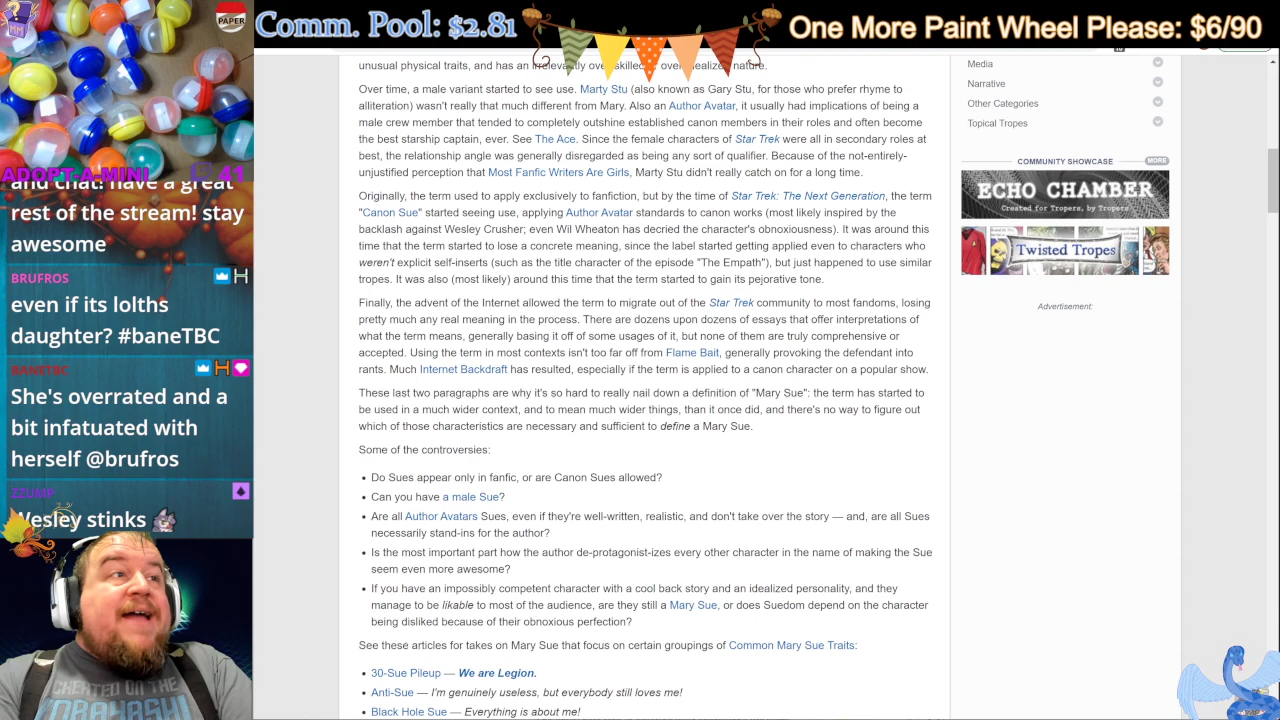 PAPER
Comm. Pool: $2.81
One More Paint Wheel Please: $6/90
ADOPT-A-MINI
41
and chat! have a great
rest of the stream! stay
awesome
BRUFROS
even if its lolths
daughter? #baneTBC
BANETBC
She's overrated and a
bit infatuated with
herself @brufros
ZZUMP
Wesley stinks
CREATED ON THE
unusual physical traits, and has an
nature.
Over time, a male variant started to see use. Marty Stu (also known as Gary Stu, for those who prefer rhyme to
alliteration) wasn't really that much different from Mary. Also an Author Avatar, it usually had implications of being a
male crew member that tended to completely outshine established canon members in their roles and often become
the best starship captain, ever. See The Ace. Since the female characters of Star Trek were all in secondary roles at
best, the relationship angle was generally disregarded as being any sort of qualifier. Because of the not-entirely-
unjustified perception that Most Fanfic Writers Are Girls, Marty Stu didn't really catch on for a long time.
Originally, the term used to apply exclusively to fanfiction, but by the time of Star Trek: The Next Generation, the term
"Canon Sue" started seeing use, applying Author Avatar standards to canon works (most likely inspired by the
backlash against Wesley Crusher; even Wil Wheaton has decried the character's obnoxiousness). It was around this
time that the term started to lose a concrete meaning, since the label started getting applied even to characters who
weren't explicit self-inserts (such as the title character of the episode "The Empath"), but just happened to use similar
tropes. It was also (most likely) around this time that the term started to gain its pejorative tone.
Finally, the advent of the Internet allowed the term to migrate out of the Star Trek community to most fandoms, losing
pretty much any real meaning in the process. There are dozens upon dozens of essays that offer interpretations of
what the term means, generally basing it off of some usages of it, but none of them are truly comprehensive or
accepted. Using the term in most contexts isn't too far off from Flame Bait, generally provoking the defendant into
rants. Much Internet Backdraft has resulted, especially if the term is applied to a canon character on a popular show.
These last two paragraphs are why it's so hard to really nail down a definition of "Mary Sue": the term has started to
be used in a much wider context, and to mean much wider things, than it once did, and there's no way to figure out
which of those characteristics are necessary and sufficient to define a Mary Sue.
Some of the controversies:
• Do Sues appear only in fanfic, or are Canon Sues allowed?
• Can you have a male Sue?
• Are all Author Avatars Sues, even if they're well-written, realistic, and don't take over the story — and, are all Sues
necessarily stand-ins for the author?
• Is the most important part how the author de-protagonist-izes every other character in the name of making the Sue
seem even more awesome?
• If you have an impossibly competent character with a cool back story and an idealized personality, and they
manage to be likable to most of the audience, are they still a Mary Sue, or does Suedom depend on the character
being disliked because of their obnoxious perfection?
See these articles for takes on Mary Sue that focus on certain groupings of Common Mary Sue Traits:
• 30-Sue Pileup — We are Legion.
• Anti-Sue — I'm genuinely useless, but everybody still loves me!
• Black Hole Sue — Everything is about me!
Media
Narrative
Other Categories
Topical Tropes
COMMUNITY SHOWCASE
MORE
ECHO CHAMBER
Created for Tropers, by Tropers
Twisted Tropes
Advertisement: